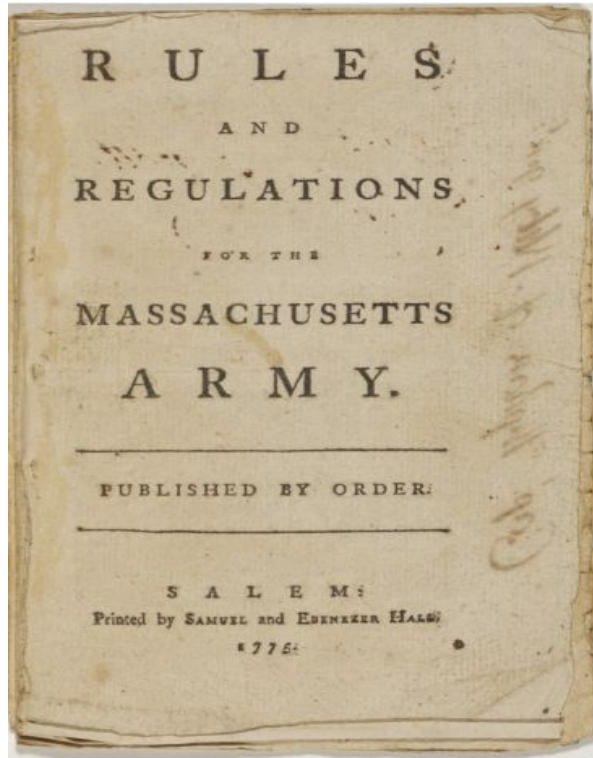 RULES
AND
REGULATIONS
FOR THE
MASSACHUSETTS
ARMY.
PUBLISHED BY ORDER.
SALEM:
Printed by SAMUEL and EBENEZER HALL.
1775.